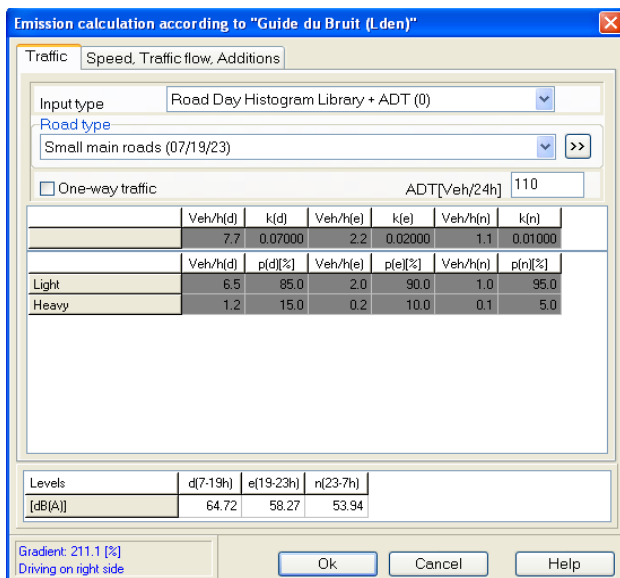 Emission calculation according to "Guide du Bruit (Lden)"
Traffic Speed, Traffic flow, Additions
Input type Road Day Histogram Library + ADT (0)
Road type
Small main roads (07/19/23) >>
One-way traffic ADT[Veh/24h] 110
Veh/h(d) k(d) Veh/h(e) k(e) Veh/h(n) k(n)
7.7 0.07000 2.2 0.02000 1.1 0.01000
Veh/h(d) p(d)[%] Veh/h(e) p(e)[%] Veh/h(n) p(n)[%]
Light 6.5 85.0 2.0 90.0 1.0 95.0
Heavy 1.2 15.0 0.2 10.0 0.1 5.0
Levels d(7-19h) e(19-23h) n(23-7h)
[dB(A)] 64.72 58.27 53.94
Gradient: 211.1 [%]
Driving on right side
Ok Cancel Help